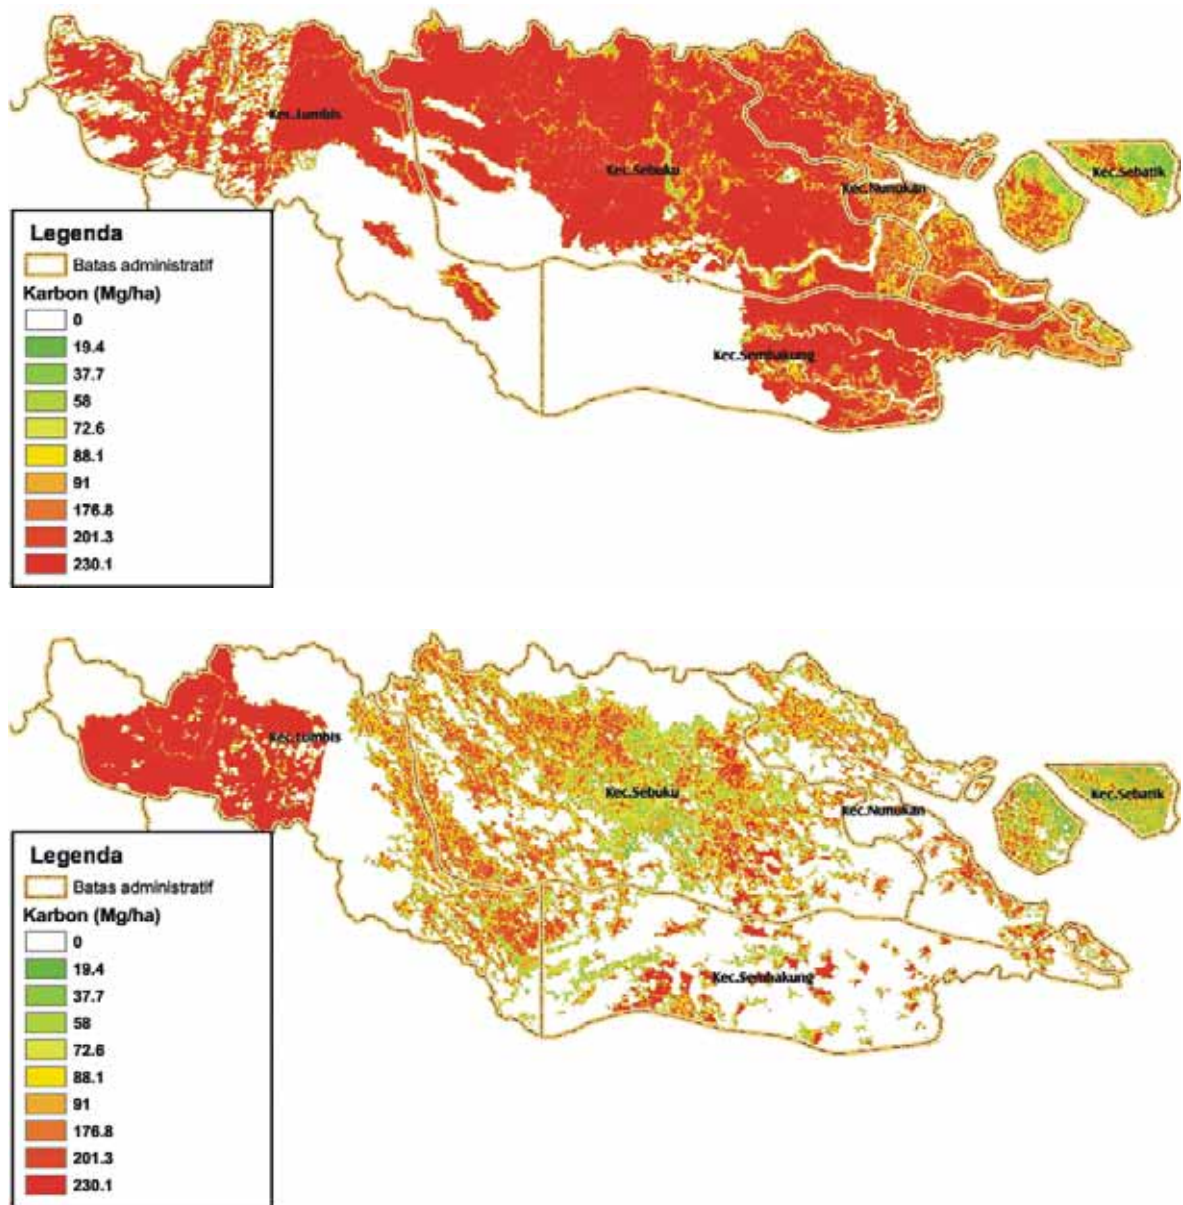 Kec.Lumbis
Kec.Sebuku
Kec.Sebatik
Kec.Nunukan
Kec.Sembakung
Legenda
Batas administratif
Karbon (Mg/ha)
0
19.4
37.7
58
72.6
88.1
91
176.8
201.3
230.1
Kec.Lumbis
Kec.Sebuku
Kec.Sebatik
Kec.Nunukan
Kec.Sembakung
Legenda
Batas administratif
Karbon (Mg/ha)
0
19.4
37.7
58
72.6
88.1
91
176.8
201.3
230.1